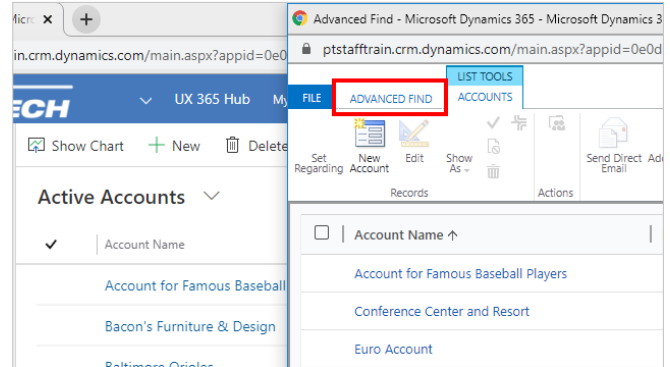 in.crm.dynamics.com/main.aspx?appid=0e0
ECH
UX 365 Hub
Show Chart
New
Delete
Active Accounts
Account Name
Account for Famous Baseball
Bacon's Furniture & Design
Baltimore Orioles
Advanced Find - Microsoft Dynamics 365 - Microsoft Dynamics 3
ptstafftrain.crm.dynamics.com/main.aspx?appid=0e0d
LIST TOOLS
FILE
ADVANCED FIND
ACCOUNTS
Set
Regarding
New
Account
Edit
Show
As
Send Direct
Email
Records
Actions
Account Name
Account for Famous Baseball Players
Conference Center and Resort
Euro Account